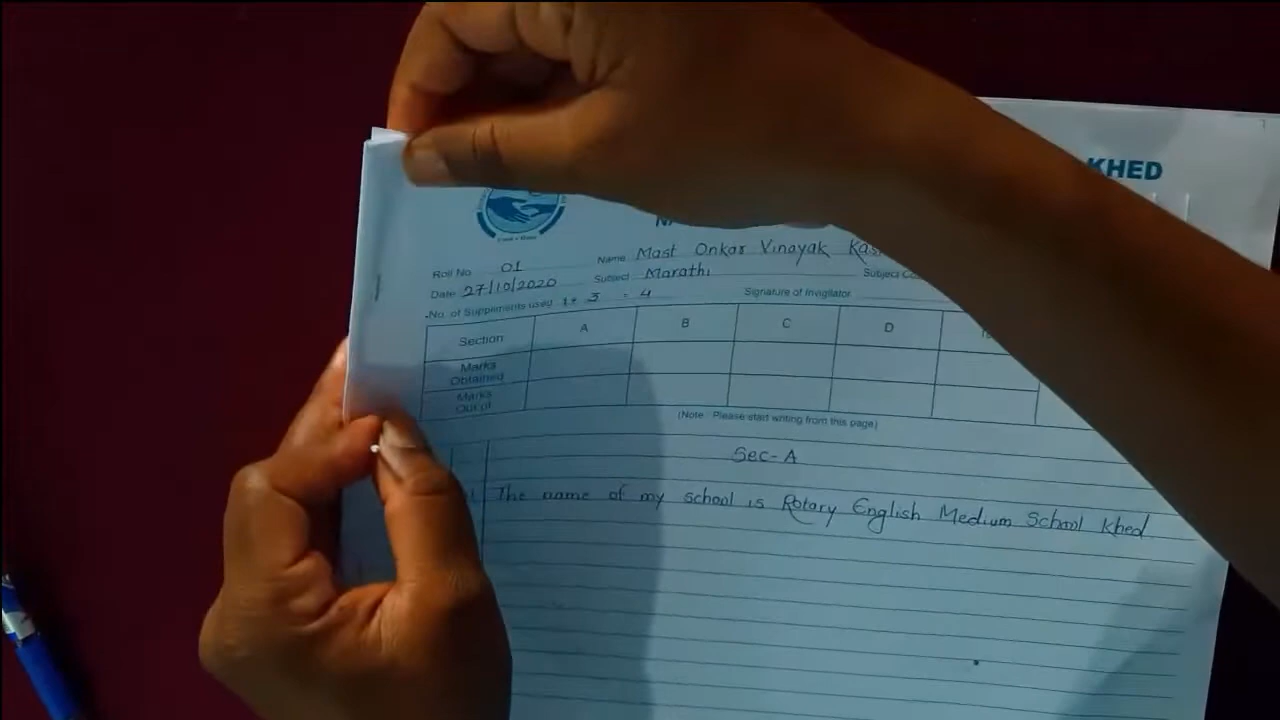 KHED
Roll No. 01 Name Mast Onkar Vinayak
Date 27/10/2020 Subject Marathi Subject
No. of Suppliments used 1+ 3 = 4 Signature of Invigilator
Section A B C D
Marks Obtained
Marks Out of
(Note : Please start writing from this page)
Sec-A
The name of my school is Rotary English Medium School Khed